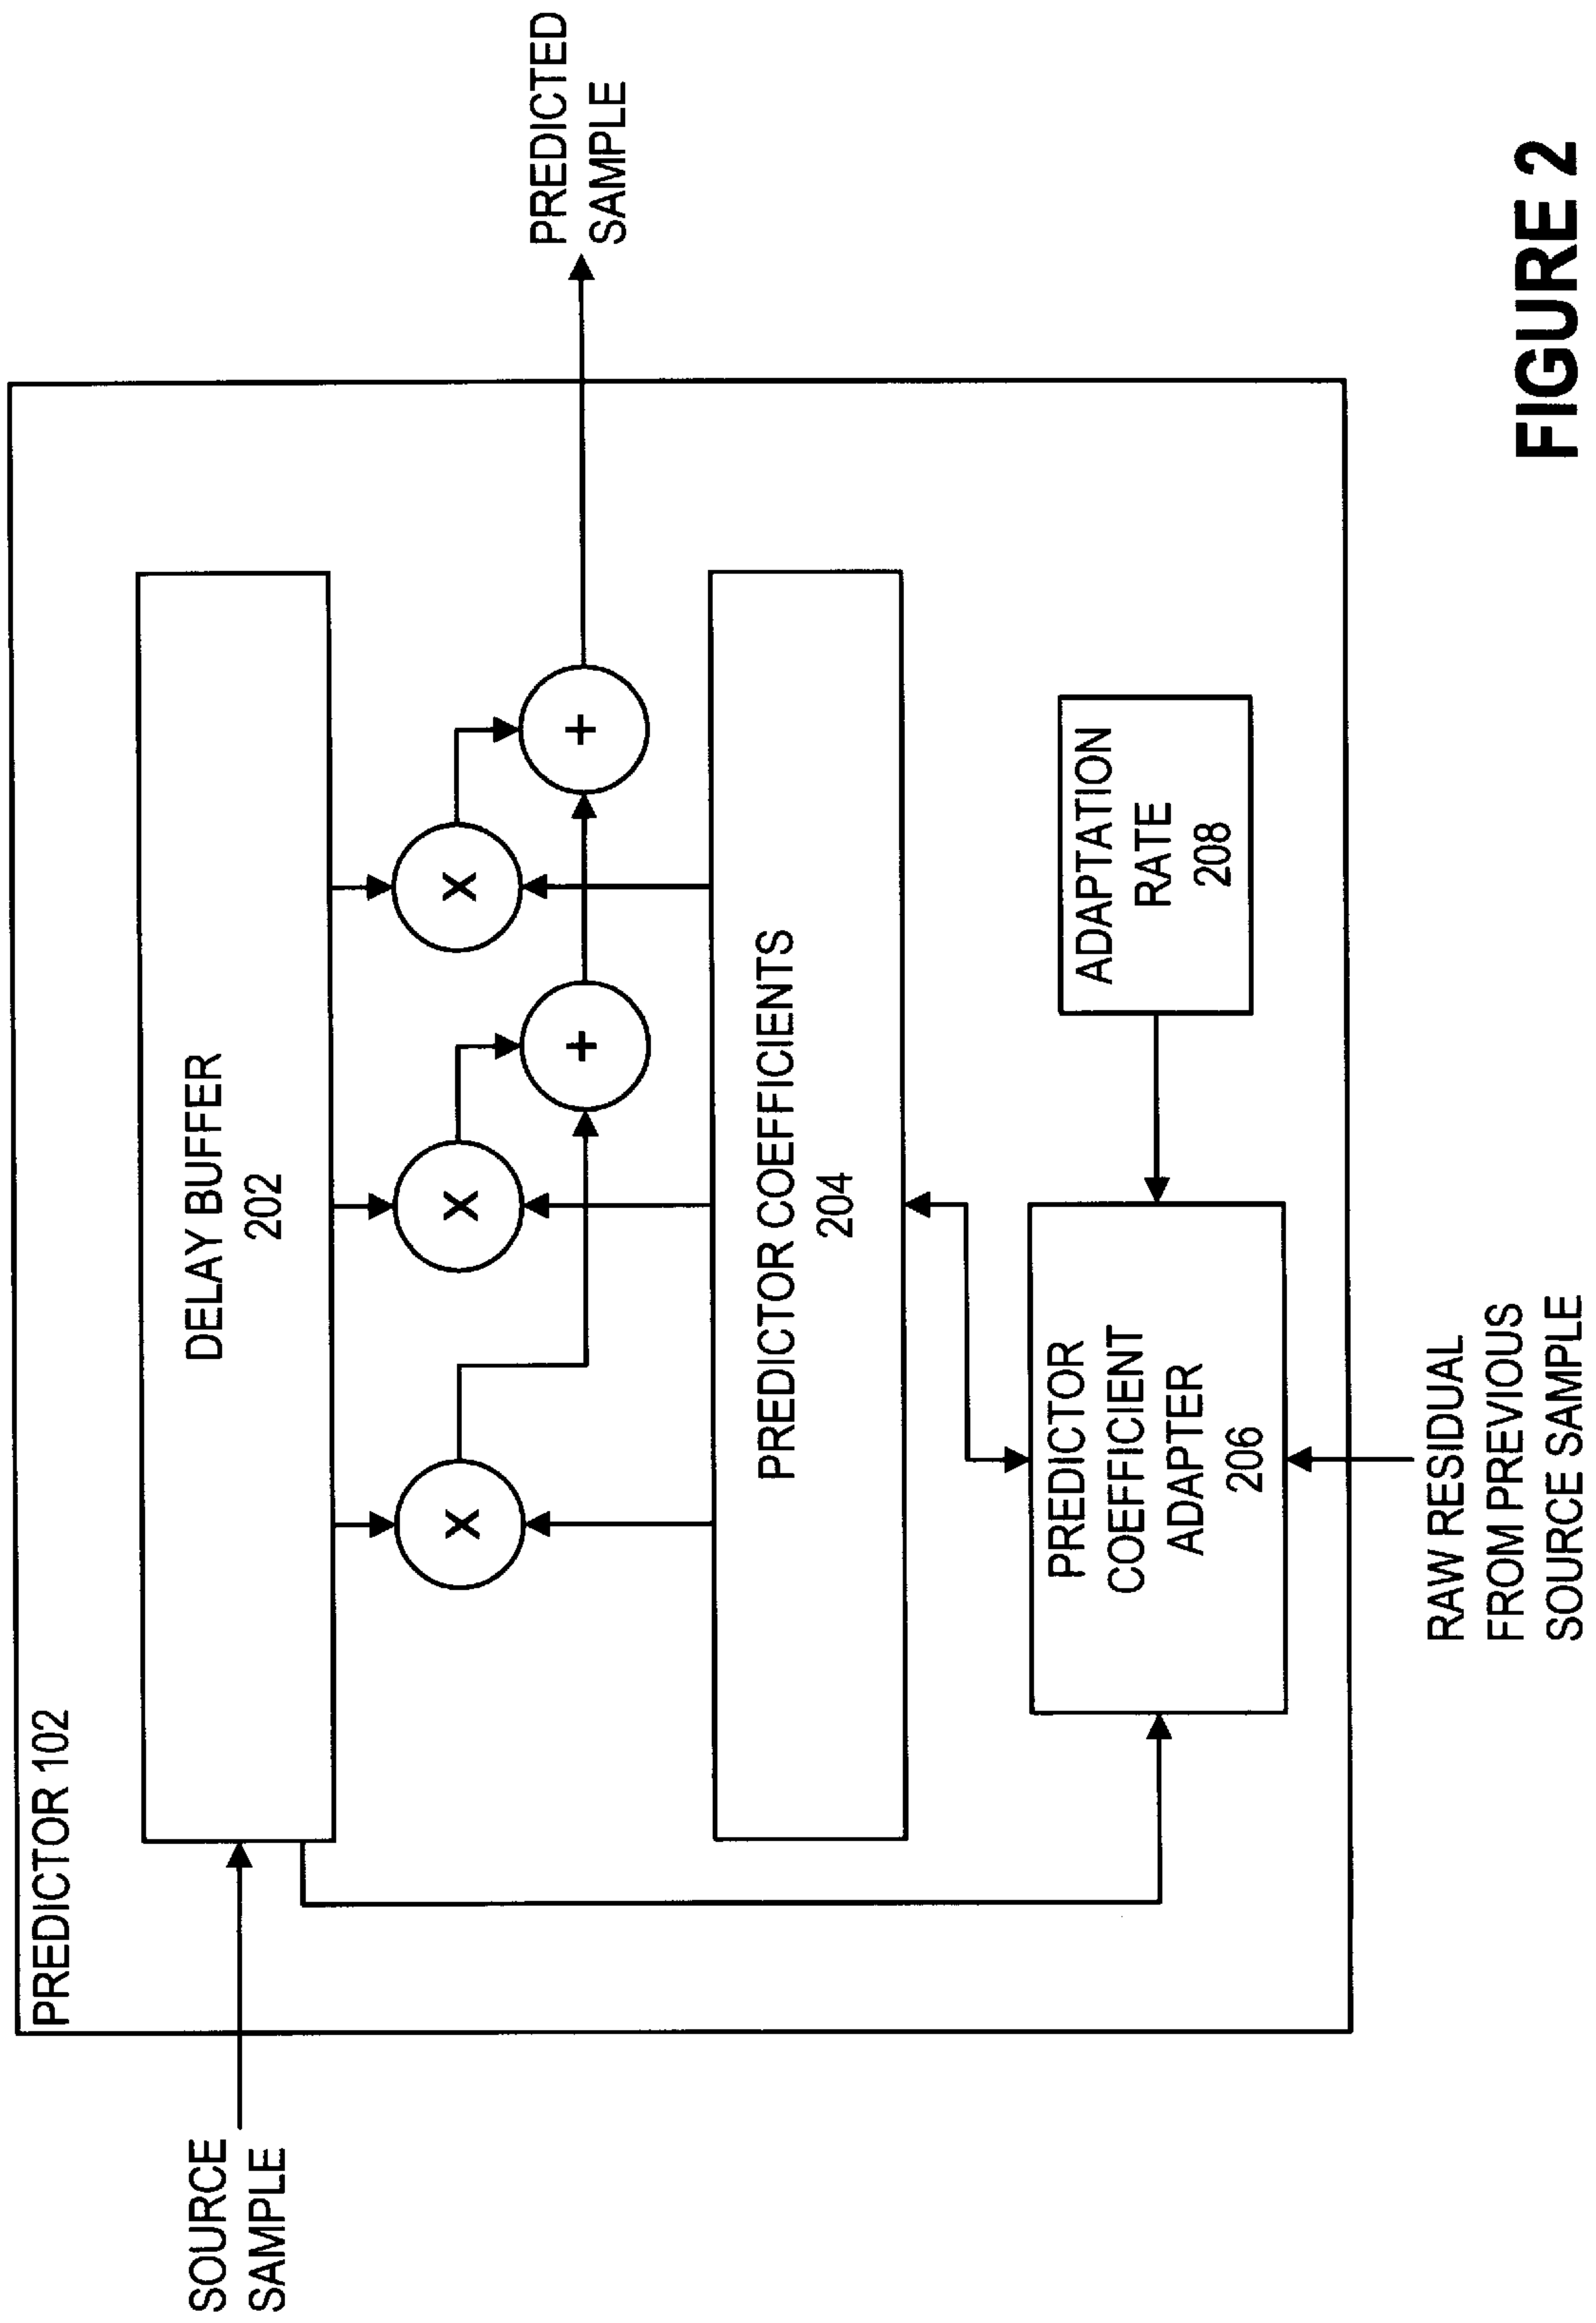 PREDICTOR 102
SOURCE
SAMPLE
DELAY BUFFER
202
X
X
X
+
+
PREDICTED
SAMPLE
PREDICTOR COEFFICIENTS
204
PREDICTOR
COEFFICIENT
ADAPTER
206
ADAPTATION
RATE
208
RAW RESIDUAL
FROM PREVIOUS
SOURCE SAMPLE
FIGURE 2